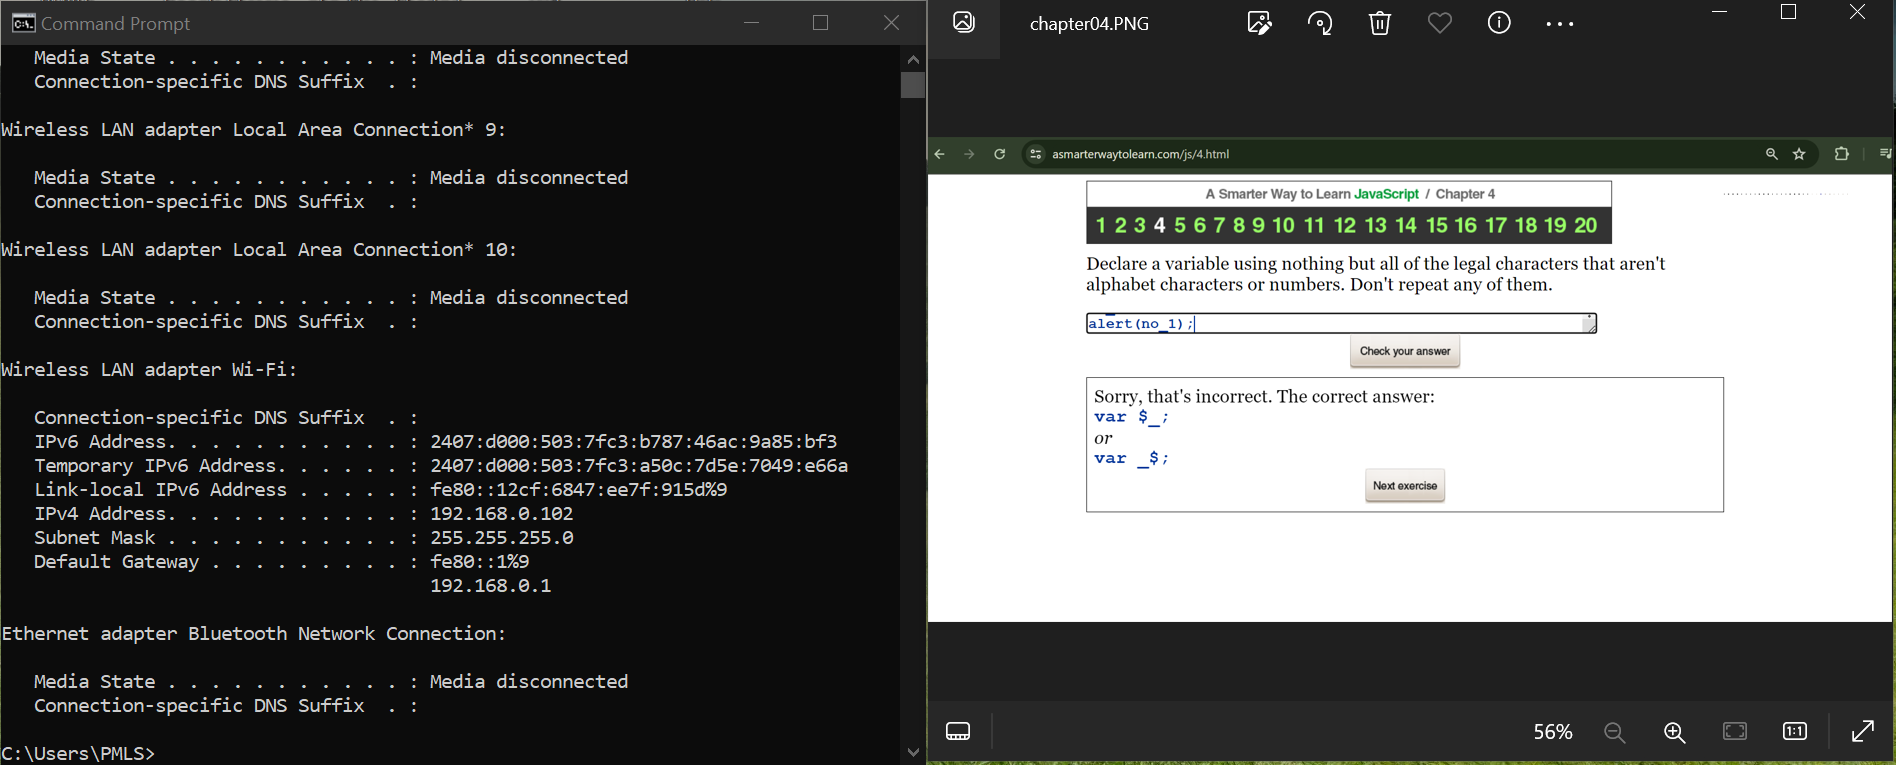 Command Prompt
Media State . . . . . . . . . . . : Media disconnected
Connection-specific DNS Suffix  . :
Wireless LAN adapter Local Area Connection* 9:
Media State . . . . . . . . . . . : Media disconnected
Connection-specific DNS Suffix  . :
Wireless LAN adapter Local Area Connection* 10:
Media State . . . . . . . . . . . : Media disconnected
Connection-specific DNS Suffix  . :
Wireless LAN adapter Wi-Fi:
Connection-specific DNS Suffix  . :
IPv6 Address. . . . . . . . . . . : 2407:d000:503:7fc3:b787:46ac:9a85:bf3
Temporary IPv6 Address. . . . . . : 2407:d000:503:7fc3:a50c:7d5e:7049:e66a
Link-local IPv6 Address . . . . . : fe80::12cf:6847:ee7f:915d%9
IPv4 Address. . . . . . . . . . . : 192.168.0.102
Subnet Mask . . . . . . . . . . . : 255.255.255.0
Default Gateway . . . . . . . . . : fe80::1%9
192.168.0.1
Ethernet adapter Bluetooth Network Connection:
Media State . . . . . . . . . . . : Media disconnected
Connection-specific DNS Suffix  . :
C:\Users\PMLS>
chapter04.PNG
asmarterwaytolearn.com/js/4.html
A Smarter Way to Learn JavaScript / Chapter 4
1 2 3 4 5 6 7 8 9 10 11 12 13 14 15 16 17 18 19 20
Declare a variable using nothing but all of the legal characters that aren't
alphabet characters or numbers. Don't repeat any of them.
alert(no_1);
Check your answer
Sorry, that's incorrect. The correct answer:
var $_;
or
var _$;
Next exercise
56%
1:1